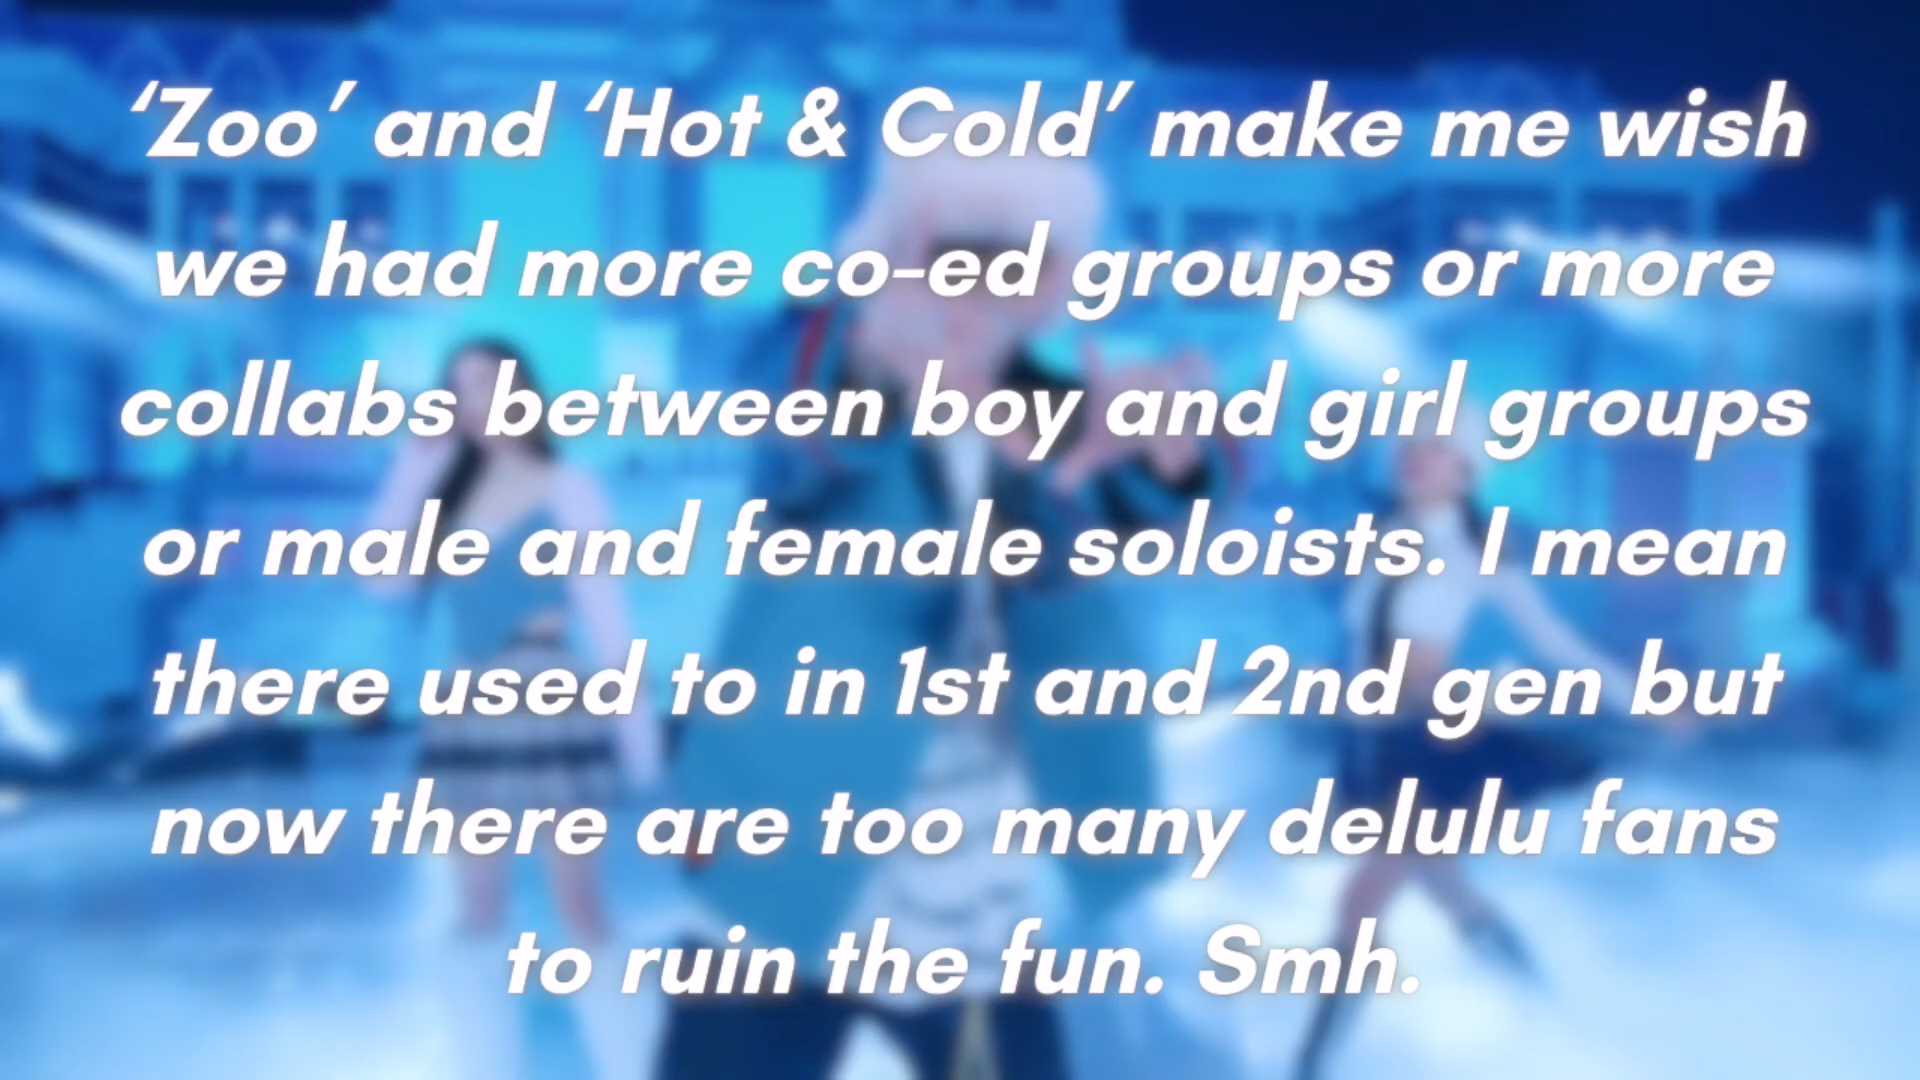 ‘Zoo’ and ‘Hot & Cold’ make me wish
we had more co-ed groups or more
collabs between boy and girl groups
or male and female soloists. I mean
there used to in 1st and 2nd gen but
now there are too many delulu fans
to ruin the fun. Smh.